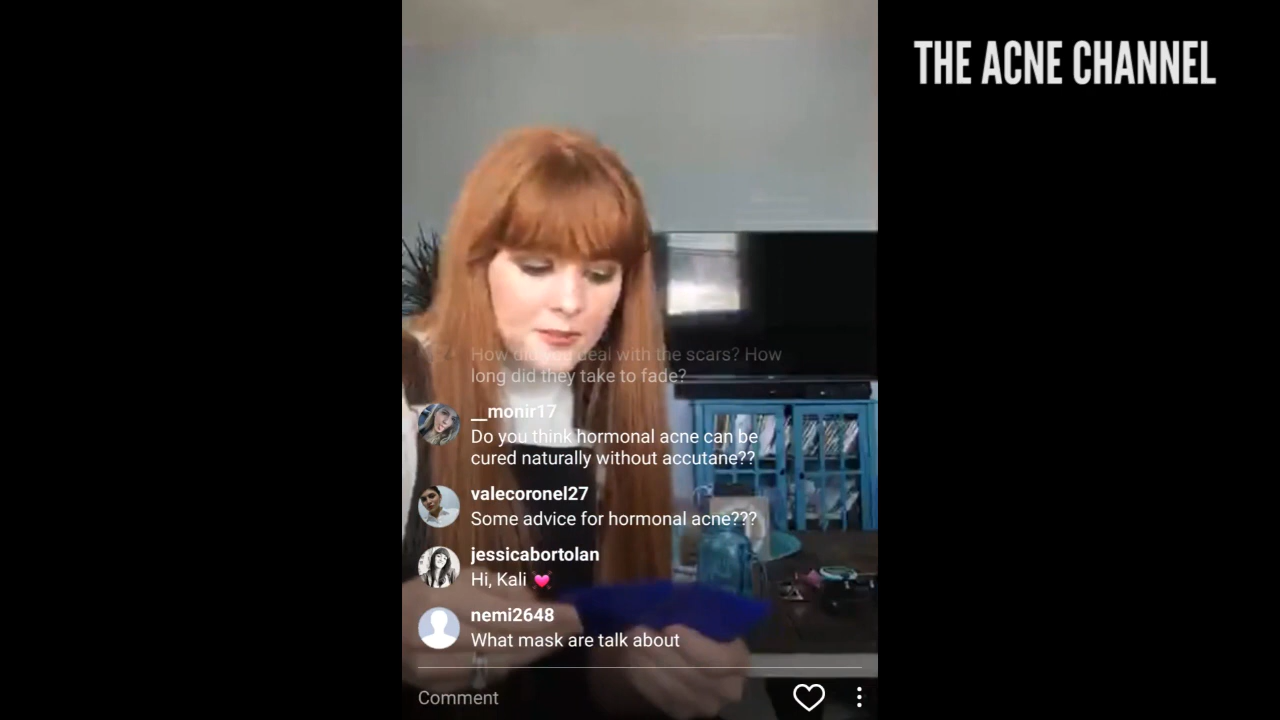 THE ACNE CHANNEL
How did you deal with the scars? How
long did they take to fade?
__monir17
Do you think hormonal acne can be
cured naturally without accutane??
valecoronel27
Some advice for hormonal acne???
jessicabortolan
Hi, Kali 💓
nemi2648
What mask are talk about
Comment